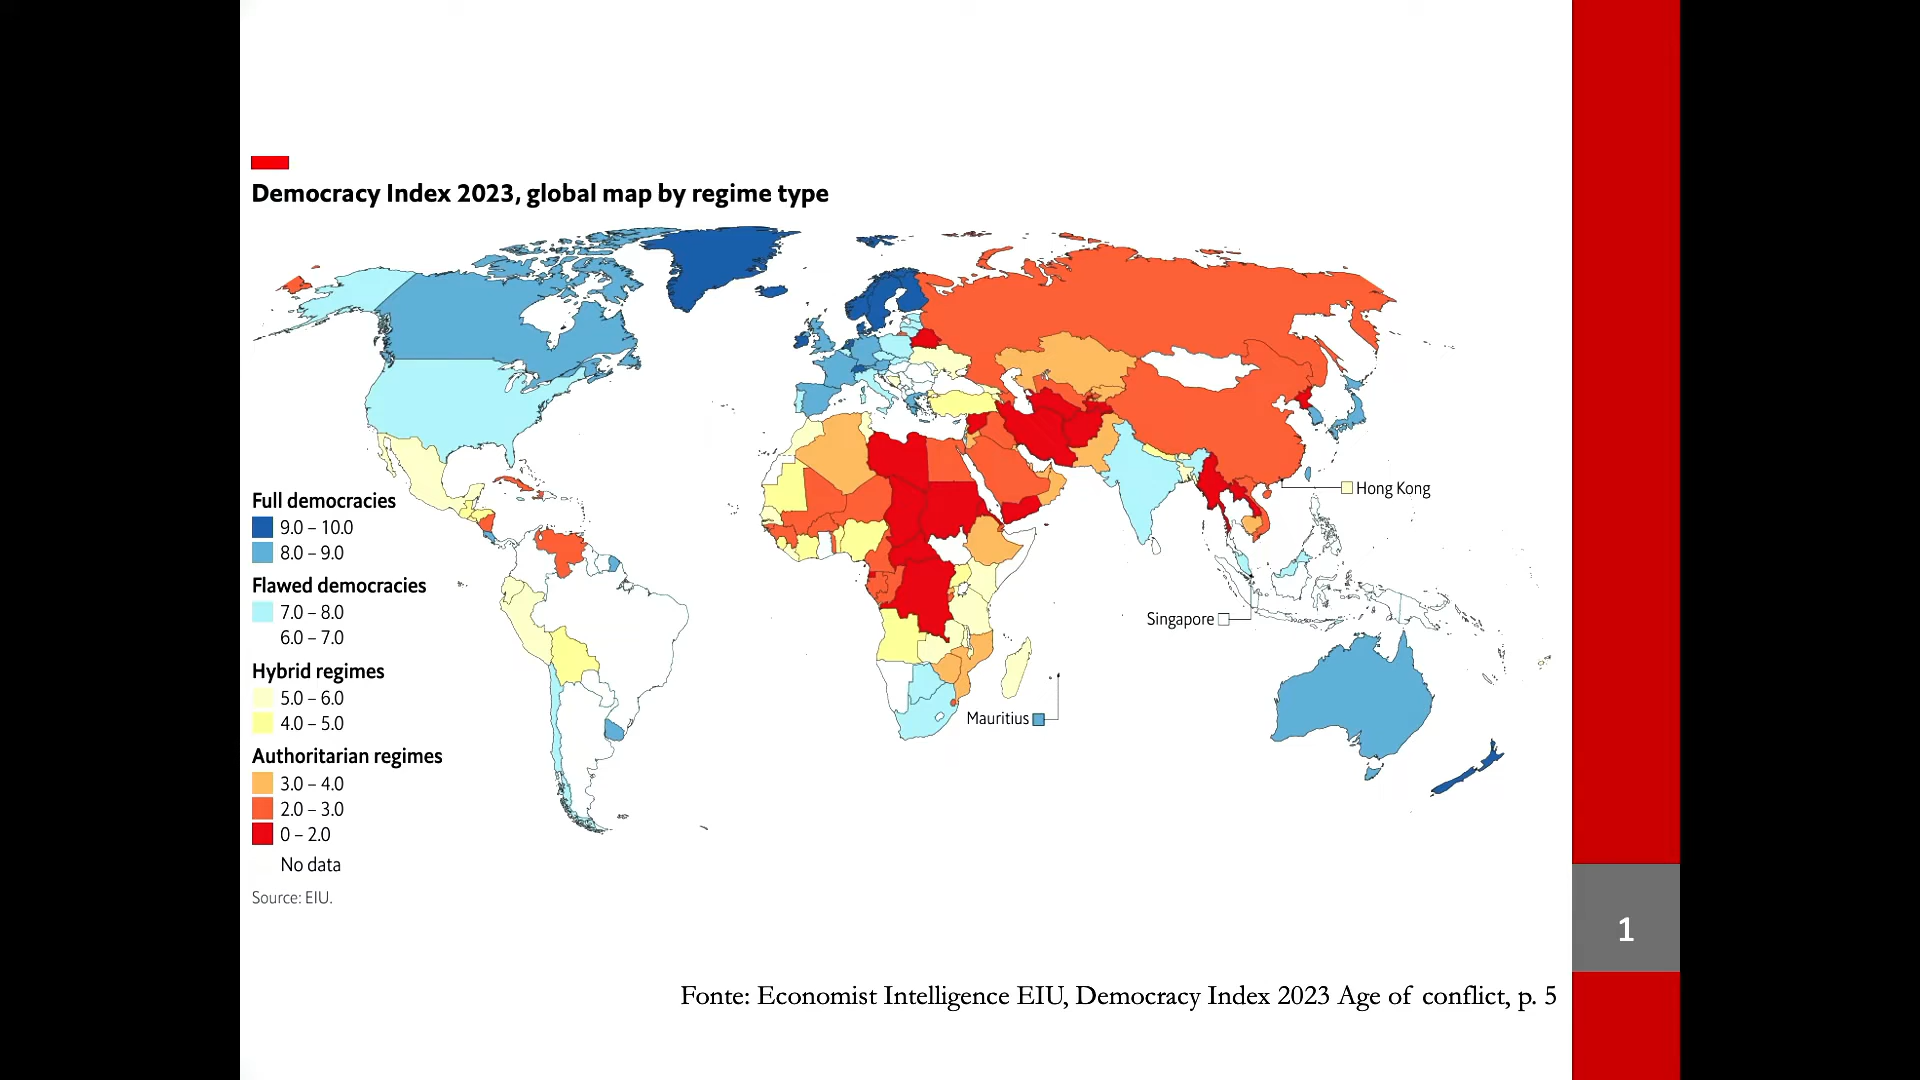 Democracy Index 2023, global map by regime type
Full democracies
9.0 – 10.0
8.0 – 9.0
Flawed democracies
7.0 – 8.0
6.0 – 7.0
Hybrid regimes
5.0 – 6.0
4.0 – 5.0
Authoritarian regimes
3.0 – 4.0
2.0 – 3.0
0 – 2.0
No data
Source: EIU.
Hong Kong
Singapore
Mauritius
1
Fonte: Economist Intelligence EIU, Democracy Index 2023 Age of conflict, p. 5